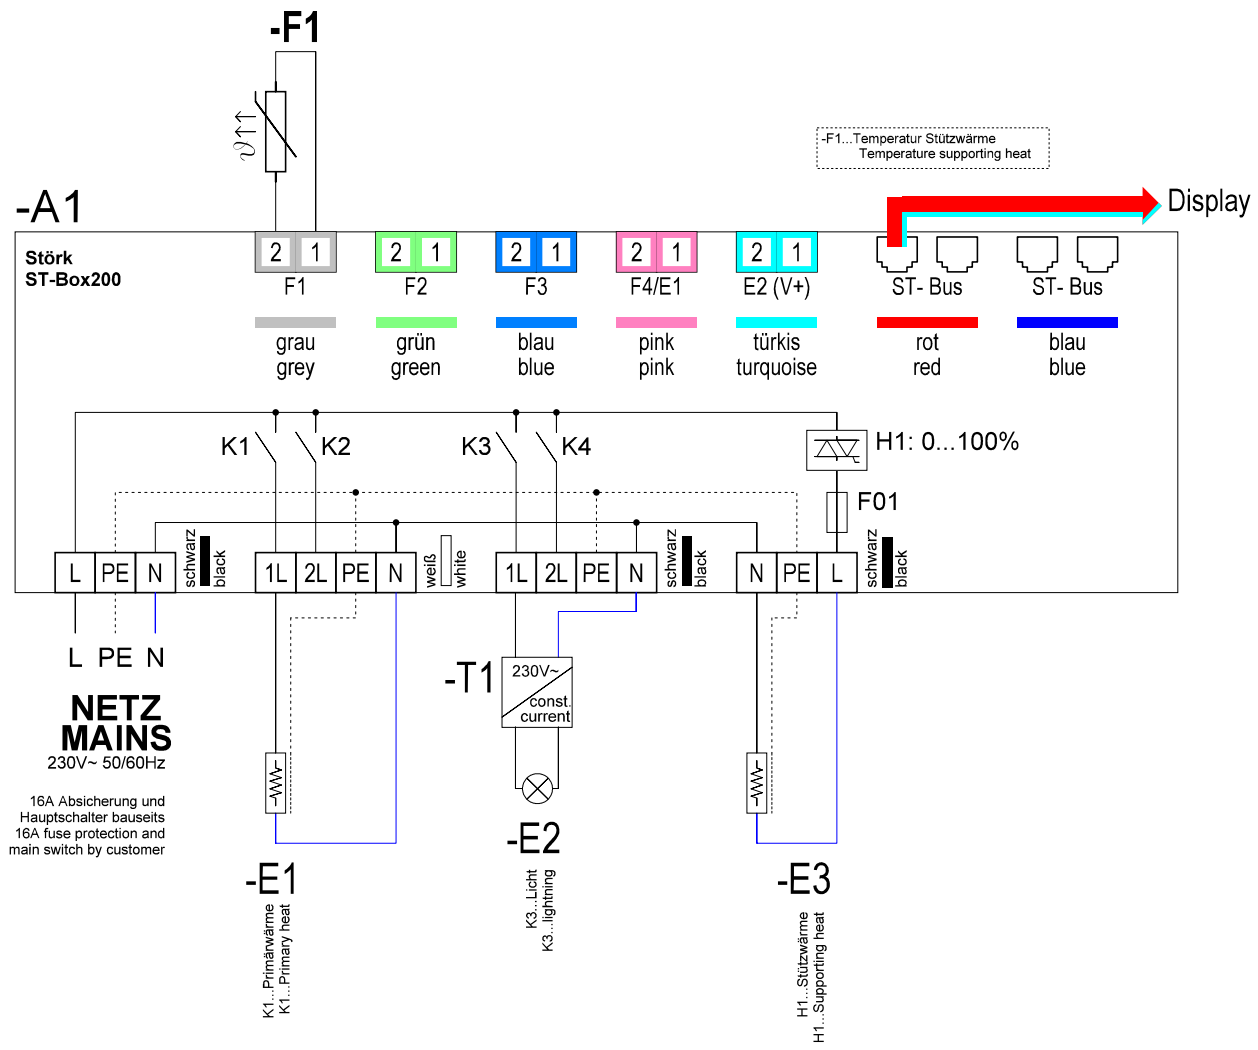 -F1
ϑ↑↑
-F1...Temperatur Stützwärme
Temperature supporting heat
-A1
Display
Störk
ST-Box200
2 1
2 1
2 1
2 1
2 1
F1
F2
F3
F4/E1
E2 (V+)
ST- Bus
ST- Bus
grau
grey
grün
green
blau
blue
pink
pink
türkis
turquoise
rot
red
blau
blue
K1
K2
K3
K4
H1: 0...100%
F01
L PE N
schwarz
black
1L 2L PE N
weiß
white
1L 2L PE N
schwarz
black
N PE L
schwarz
black
L PE N
NETZ
MAINS
230V~ 50/60Hz
16A Absicherung und
Hauptschalter bauseits
16A fuse protection and
main switch by customer
-T1
230V~
const.
current
-E1
K1...Primärwärme
K1...Primary heat
-E2
K3...Licht
K3...lightning
-E3
H1...Stützwärme
H1...Supporting heat